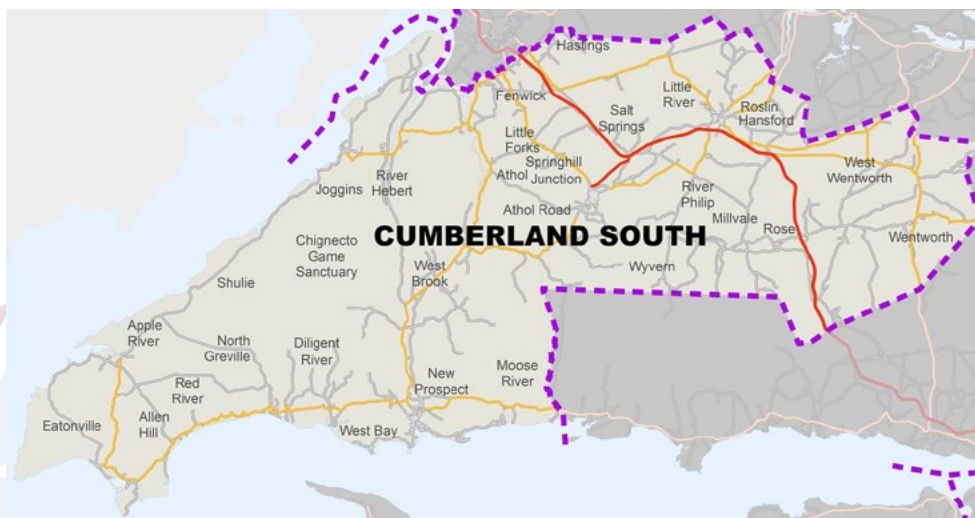 Hastings
Fenwick
Little
River
Salt
Springs
Roslin
Hansford
Little
Forks
Springhill
Junction
Athol
West
Wentworth
River
Hebert
Joggins
River
Philip
Athol Road
Millvale
Rose
CUMBERLAND SOUTH
Wentworth
Chignecto
Game
Sanctuary
West
Brook
Wyvern
Shulie
Apple
River
North
Greville
Diligent
River
Moose
River
New
Prospect
Red
River
Allen
Hill
Eatonville
West Bay